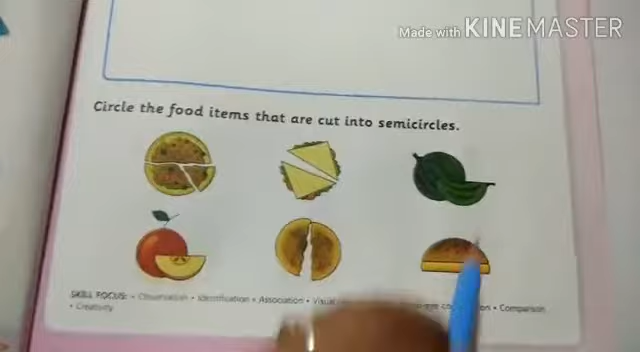 Made with KINEMASTER
Circle the food items that are cut into semicircles.
SKILL FOCUS: • Observation • Identification • Association • Visual • Comparison
• Creativity